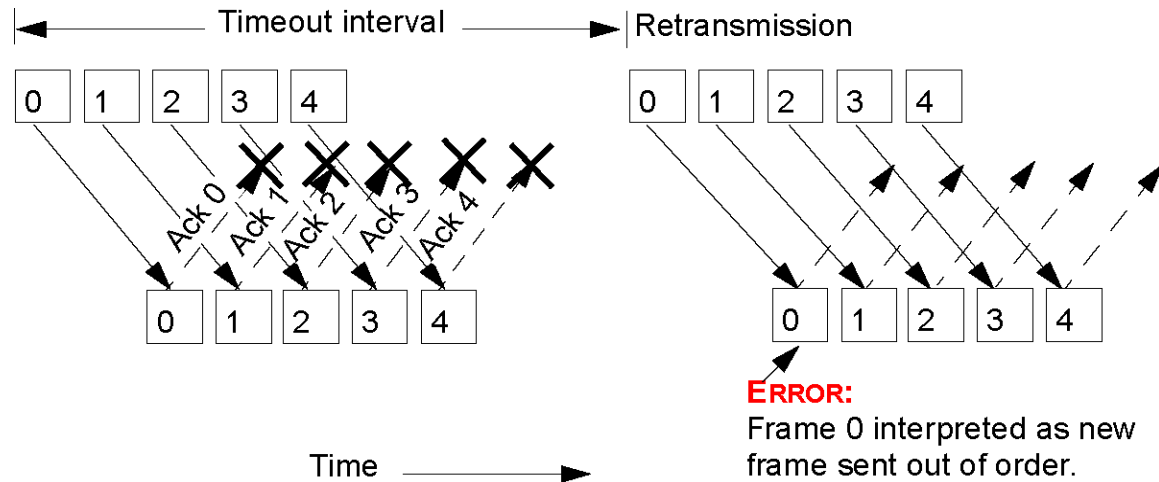 Timeout interval Retransmission
0 1 2 3 4 0 1 2 3 4
Ack 0 Ack 1 Ack 2 Ack 3 Ack 4
0 1 2 3 4 0 1 2 3 4
ERROR:
Frame 0 interpreted as new
frame sent out of order.
Time